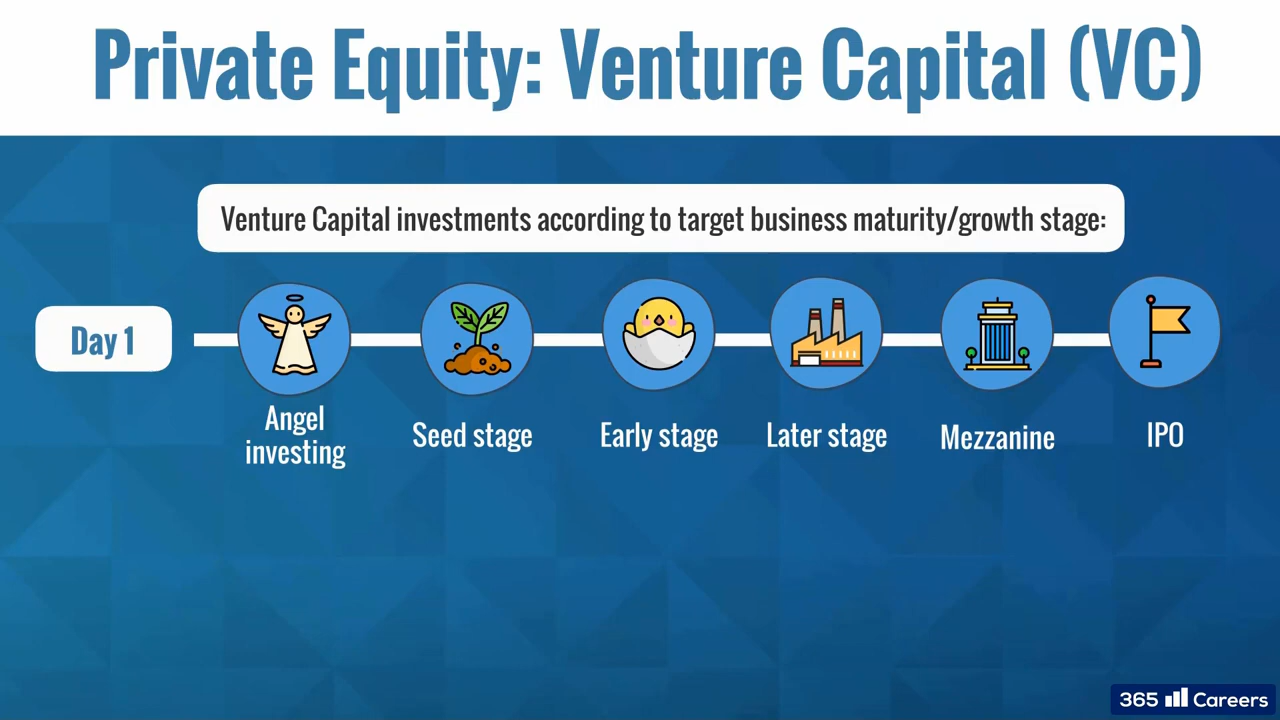 Private Equity: Venture Capital (VC)
Venture Capital investments according to target business maturity/growth stage:
Day 1
Angel
investing
Seed stage
Early stage
Later stage
Mezzanine
IPO
365 Careers